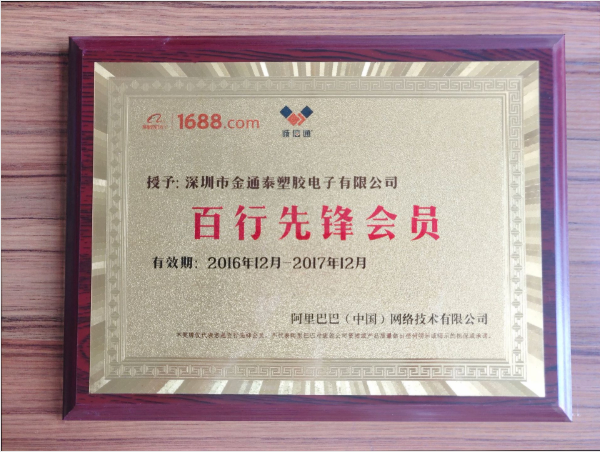 1688.com
诚信通
授予: 深圳市金通泰塑胶电子有限公司
百行先锋会员
有效期: 2016年12月-2017年12月
阿里巴巴（中国）网络技术有限公司